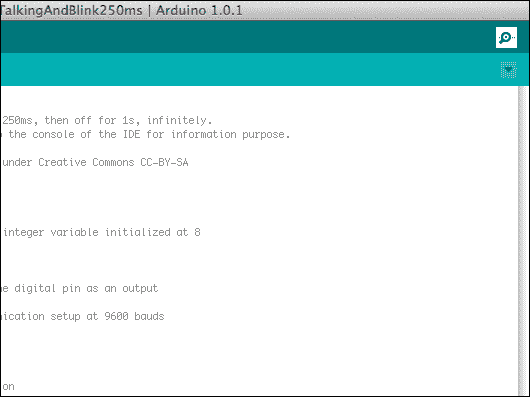 TalkingAndBlink250ms | Arduino 1.0.1
250ms, then off for 1s, infinitely.
the console of the IDE for information purpose.
under Creative Commons CC-BY-SA
integer variable initialized at 8
digital pin as an output
ication setup at 9600 bauds
on